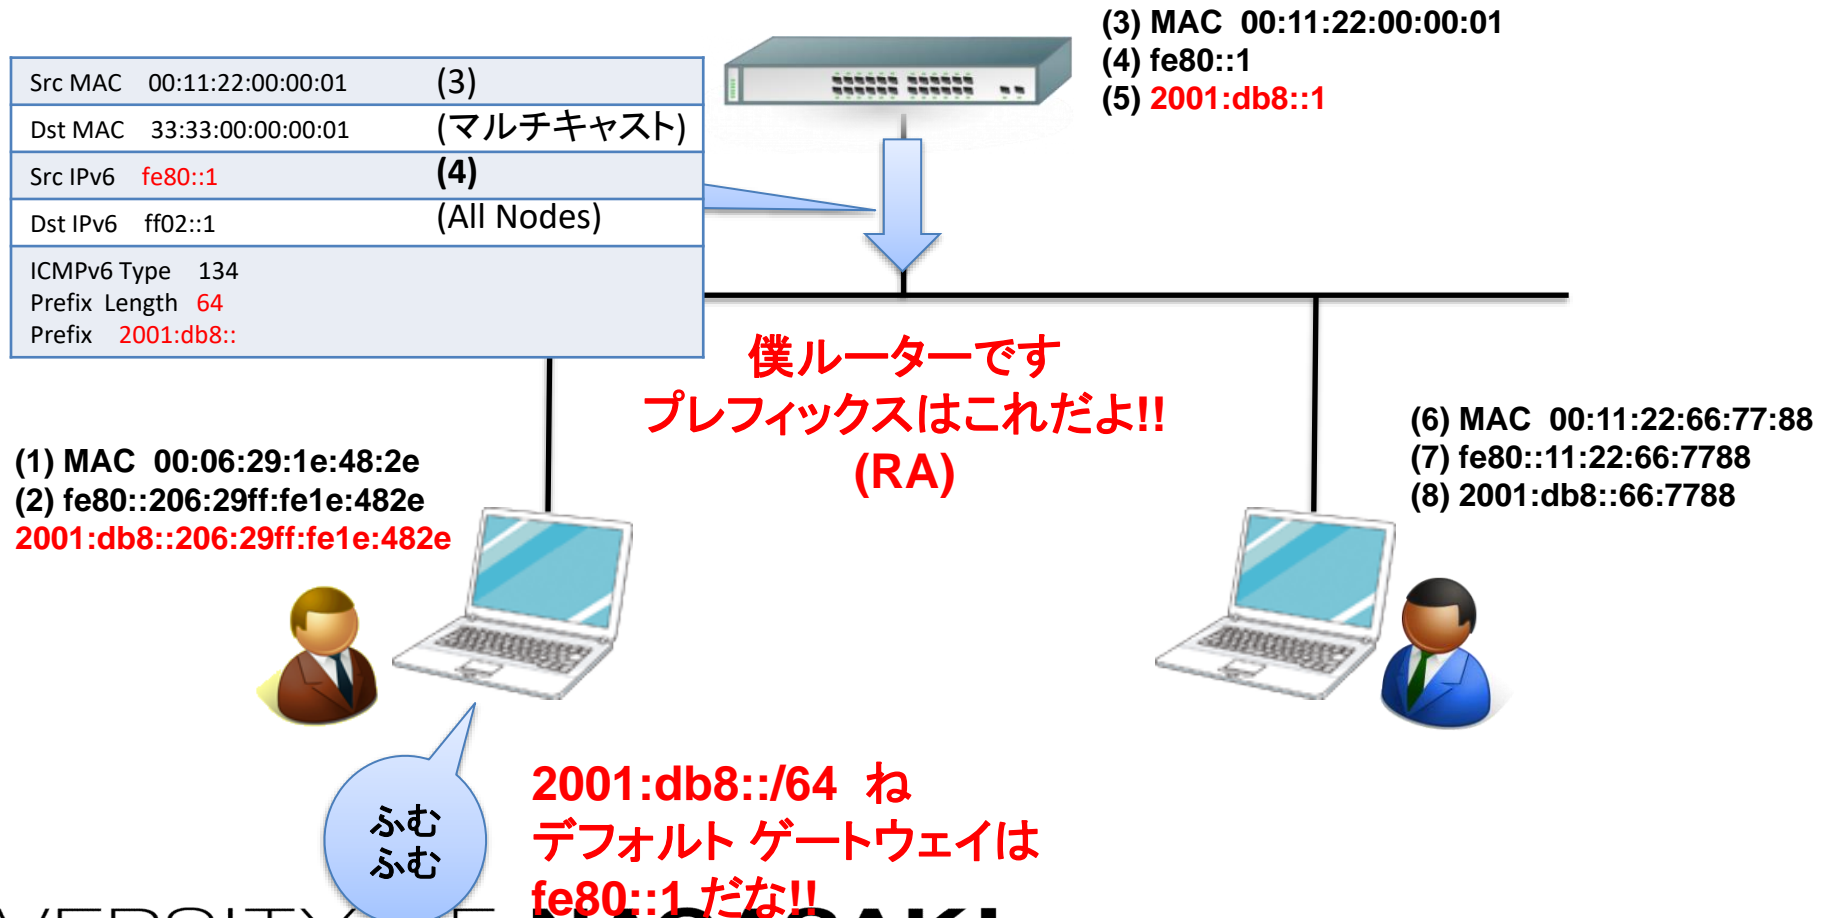 (3) MAC 00:11:22:00:00:01
(4) fe80::1
(5) 2001:db8::1
Src MAC 00:11:22:00:00:01 (3)
Dst MAC 33:33:00:00:00:01 (マルチキャスト)
Src IPv6 fe80::1 (4)
Dst IPv6 ff02::1 (All Nodes)
ICMPv6 Type 134
Prefix Length 64
Prefix 2001:db8::
僕ルーターです
プレフィックスはこれだよ!!
(RA)
(1) MAC 00:06:29:1e:48:2e
(2) fe80::206:29ff:fe1e:482e
2001:db8::206:29ff:fe1e:482e
(6) MAC 00:11:22:66:77:88
(7) fe80::11:22:66:7788
(8) 2001:db8::66:7788
ふむ
ふむ
2001:db8::/64 ね
デフォルト ゲートウェイは
fe80::1 だな!!